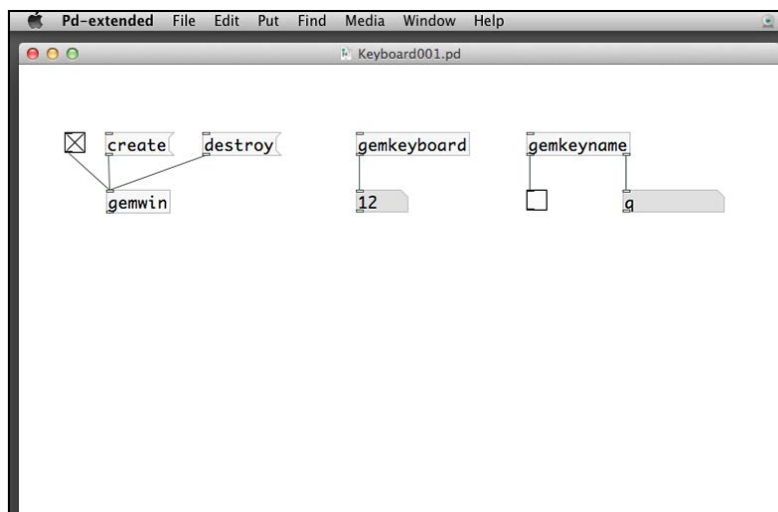 Pd-extended File Edit Put Find Media Window Help
Keyboard001.pd
create destroy gemkeyboard gemkeyname
gemwin 12 q